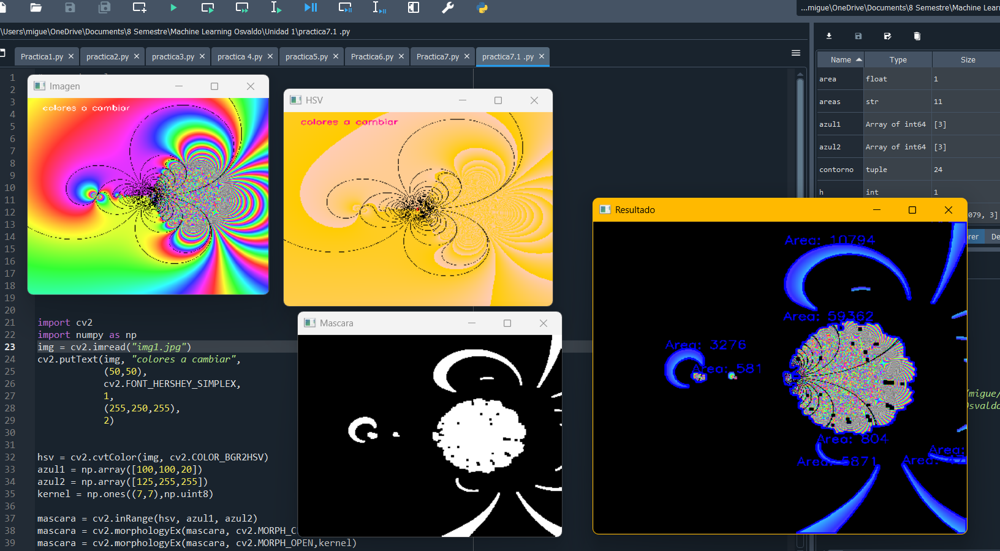 ...migue\OneDrive\Documents\8 Semestre\Machine Lear
\Users\migue\OneDrive\Documents\8 Semestre\Machine Learning Osvaldo\Unidad 1\practica7.1 .py
Practica1.py
practica2.py
practica3.py
practica 4.py
practica5.py
Practica6.py
Practica7.py
practica7.1 .py
Name Type Size
area float 1
areas str 11
azul1 Array of int64 [3]
azul2 Array of int64 [3]
contorno tuple 24
h int 1
079, 3]
rer De
migue/
Osvaldo
Imagen
colores a cambiar
HSV
colores a cambiar
Mascara
Resultado
Area: 10794
Area: 59362
Area: 3276
Area: 581
Area: 804
Area: 5871
Area:
Area:
1
2
3
4
5
6
7
8
9
10
11
12
13
14
15
16
17
18
19
20
21 import cv2
22 import numpy as np
23 img = cv2.imread("img1.jpg")
24 cv2.putText(img, "colores a cambiar",
25 (50,50),
26 cv2.FONT_HERSHEY_SIMPLEX,
27 1,
28 (255,250,255),
29 2)
30
31
32 hsv = cv2.cvtColor(img, cv2.COLOR_BGR2HSV)
33 azul1 = np.array([100,100,20])
34 azul2 = np.array([125,255,255])
35 kernel = np.ones((7,7),np.uint8)
36
37 mascara = cv2.inRange(hsv, azul1, azul2)
38 mascara = cv2.morphologyEx(mascara, cv2.MORPH_C
39 mascara = cv2.morphologyEx(mascara, cv2.MORPH_OPEN,kernel)